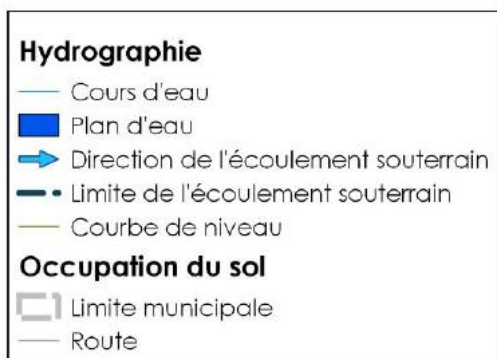 Hydrographie
Cours d'eau
Plan d'eau
Direction de l'écoulement souterrain
Limite de l'écoulement souterrain
Courbe de niveau
Occupation du sol
Limite municipale
Route